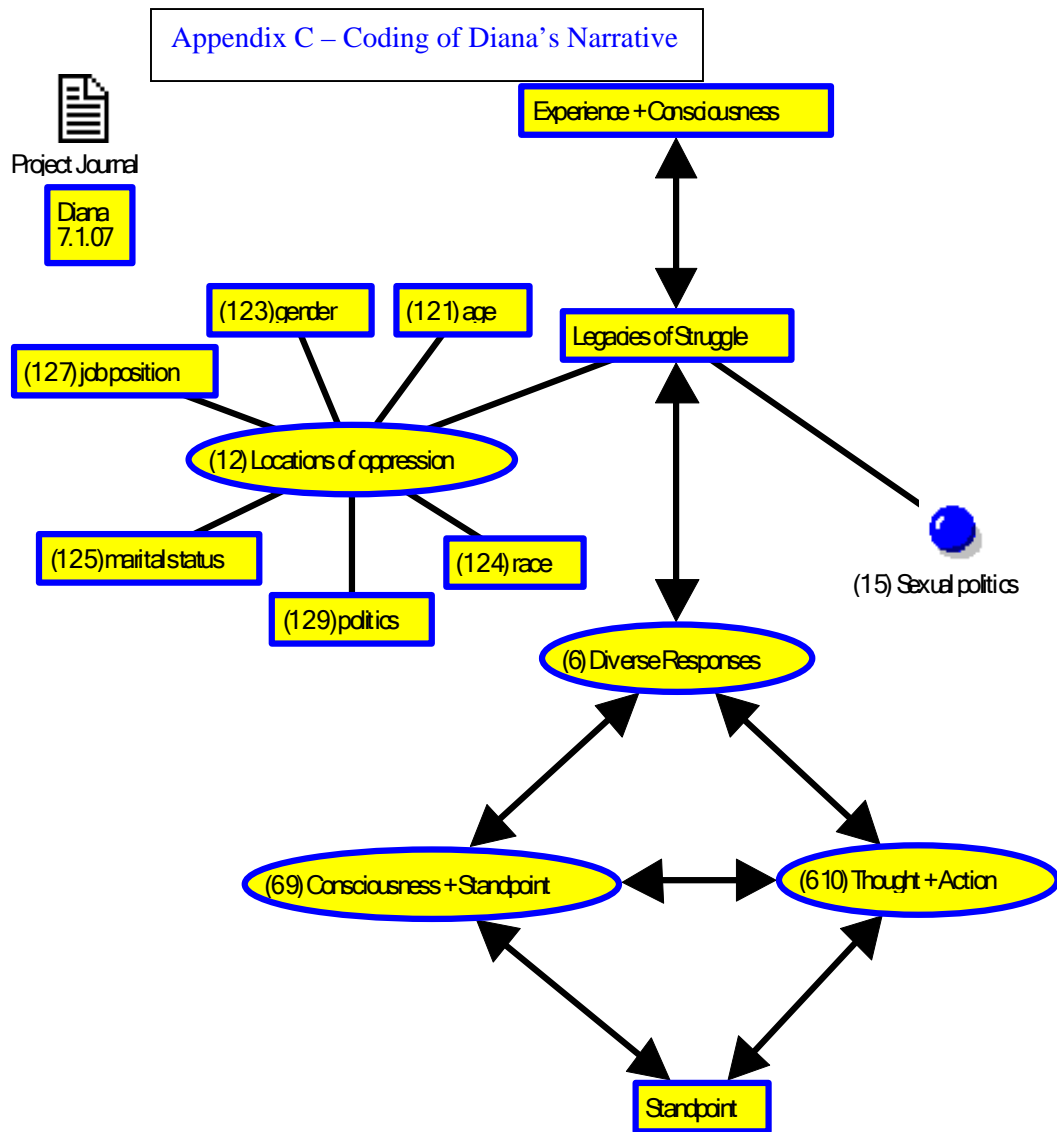 Appendix C – Coding of Diana's Narrative
Project Journal
Diana
7.1.07
Experience + Consciousness
Legacies of Struggle
(123) gender
(121) age
(127) job position
(12) Locations of oppression
(125) marital status
(124) race
(129) politics
(15) Sexual politics
(6) Diverse Responses
(69) Consciousness + Standpoint
(610) Thought + Action
Standpoint